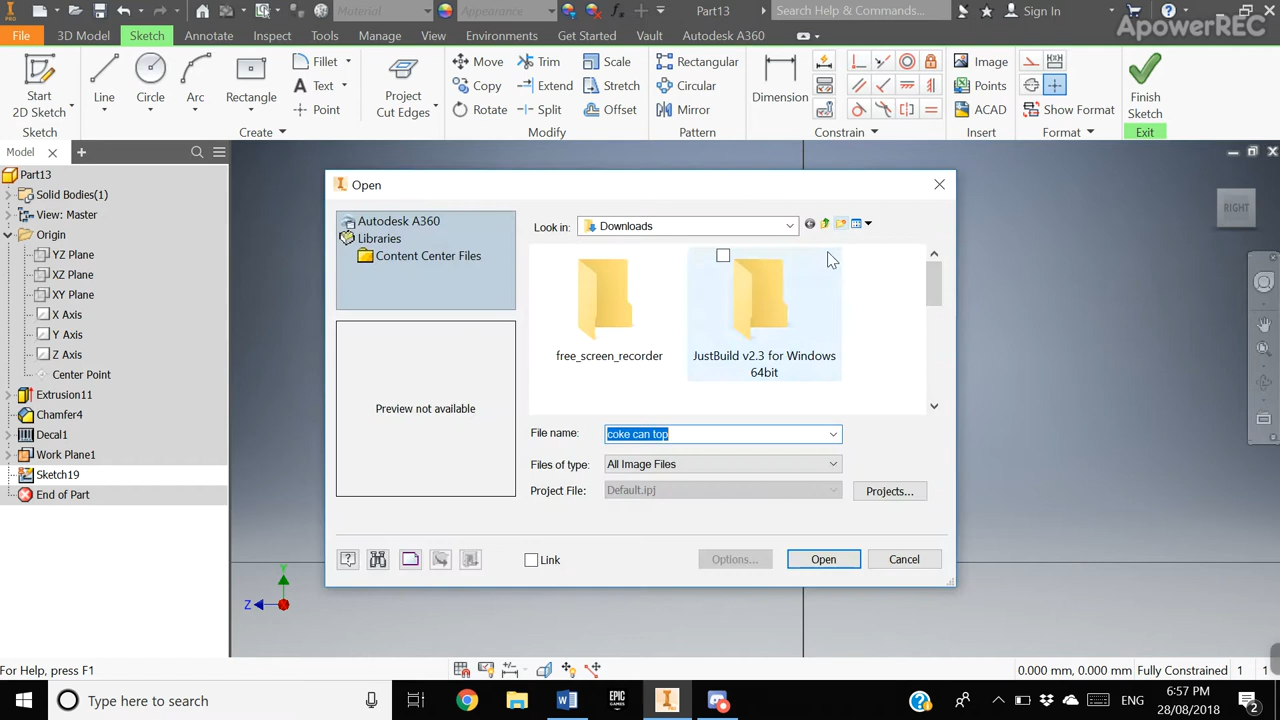 PRO
Material
Appearance
Part13
Search Help & Commands...
Sign In
ApowerREC
File
3D Model
Sketch
Annotate
Inspect
Tools
Manage
View
Environments
Get Started
Vault
Autodesk A360
Start
2D Sketch
Line
Circle
Arc
Rectangle
Fillet
Text
Point
Project
Cut Edges
Move
Copy
Rotate
Trim
Extend
Split
Scale
Stretch
Offset
Rectangular
Circular
Mirror
Dimension
Image
Points
ACAD
Show Format
Finish
Sketch
Sketch
Create
Modify
Pattern
Constrain
Insert
Format
Exit
Model
Part13
Solid Bodies(1)
View: Master
Origin
YZ Plane
XZ Plane
XY Plane
X Axis
Y Axis
Z Axis
Center Point
Extrusion11
Chamfer4
Decal1
Work Plane1
Sketch19
End of Part
RIGHT
Open
Autodesk A360
Libraries
Content Center Files
Preview not available
Look in: Downloads
free_screen_recorder
JustBuild v2.3 for Windows
64bit
File name: coke can top
Files of type: All Image Files
Project File: Default.ipj
Projects...
Link
Options...
Open
Cancel
Y
Z
For Help, press F1
0.000 mm, 0.000 mm Fully Constrained 1 1
Type here to search
EPIC
GAMES
PRO
ENG
6:57 PM
28/08/2018
2